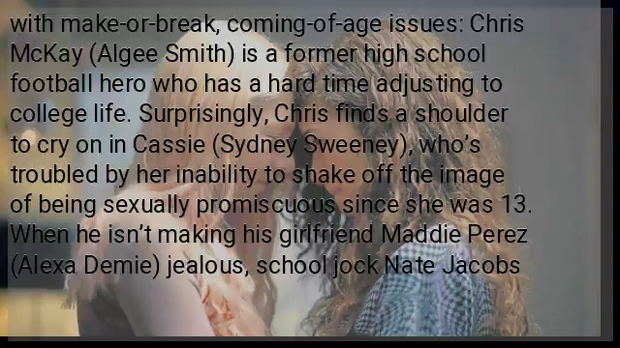 with make-or-break, coming-of-age issues: Chris
McKay (Algee Smith) is a former high school
football hero who has a hard time adjusting to
college life. Surprisingly, Chris finds a shoulder
to cry on in Cassie (Sydney Sweeney), who’s
troubled by her inability to shake off the image
of being sexually promiscuous since she was 13.
When he isn’t making his girlfriend Maddie Perez
(Alexa Demie) jealous, school jock Nate Jacobs